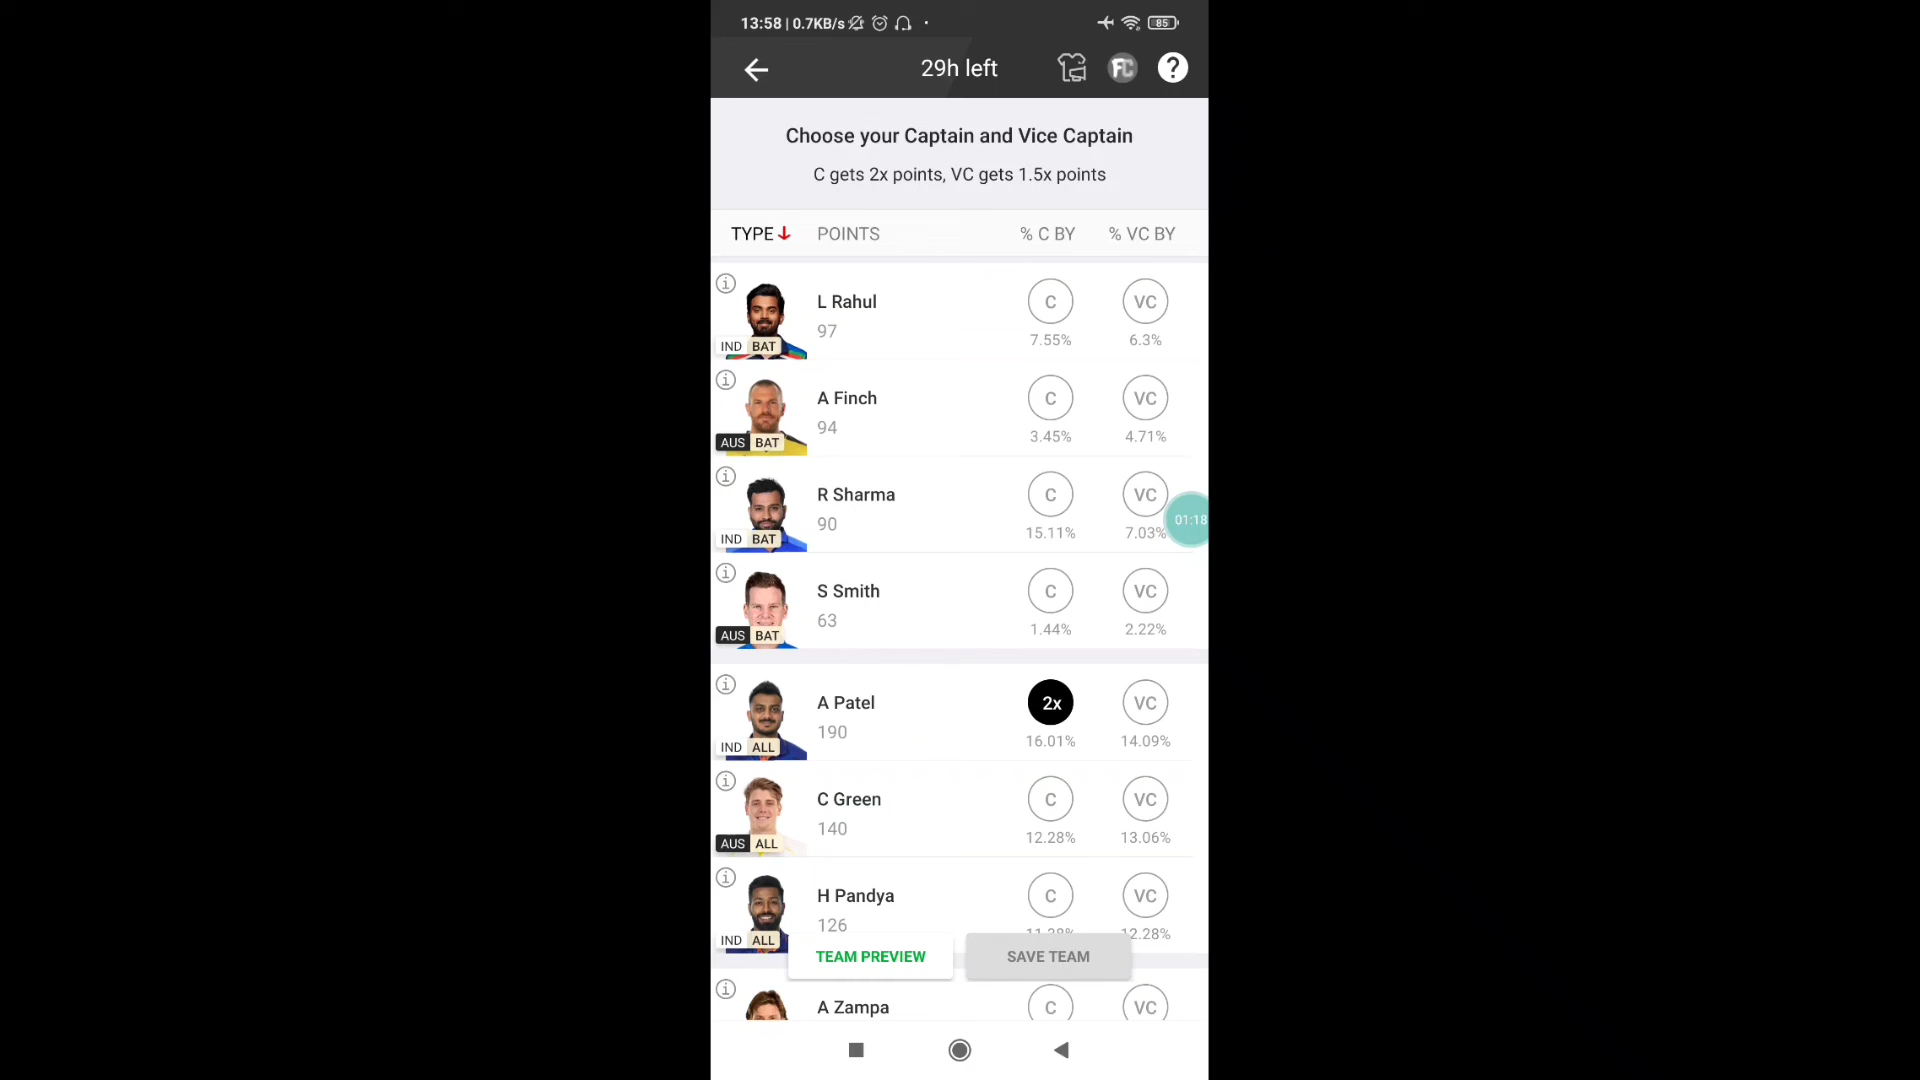 13:58 | 0.7KB/s
85
29h left
FC
?
Choose your Captain and Vice Captain
C gets 2x points, VC gets 1.5x points
TYPE POINTS % C BY % VC BY
i
L Rahul
97
IND BAT
C
VC
7.55%
6.3%
i
A Finch
94
AUS BAT
C
VC
3.45%
4.71%
i
R Sharma
90
IND BAT
C
VC
15.11%
7.03%
01:18
i
S Smith
63
AUS BAT
C
VC
1.44%
2.22%
i
A Patel
190
IND ALL
2x
VC
16.01%
14.09%
i
C Green
140
AUS ALL
C
VC
12.28%
13.06%
i
H Pandya
126
IND ALL
C
VC
11.38%
12.28%
TEAM PREVIEW
SAVE TEAM
i
A Zampa
C
VC